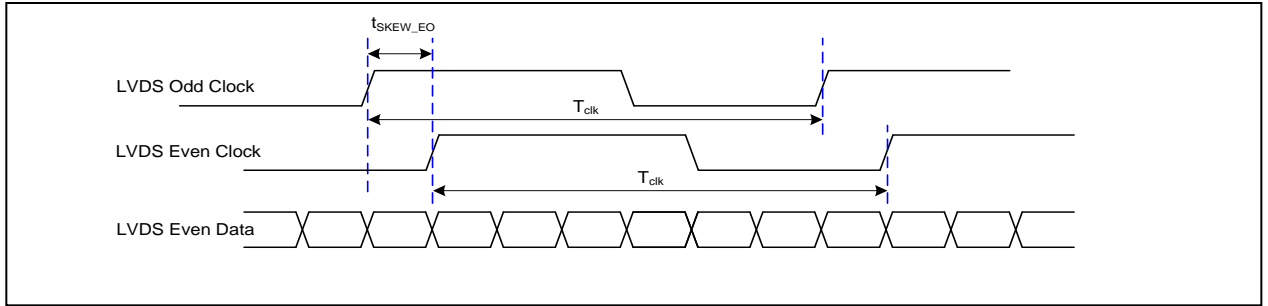 tSKEW_EO
LVDS Odd Clock
Tclk
LVDS Even Clock
Tclk
LVDS Even Data